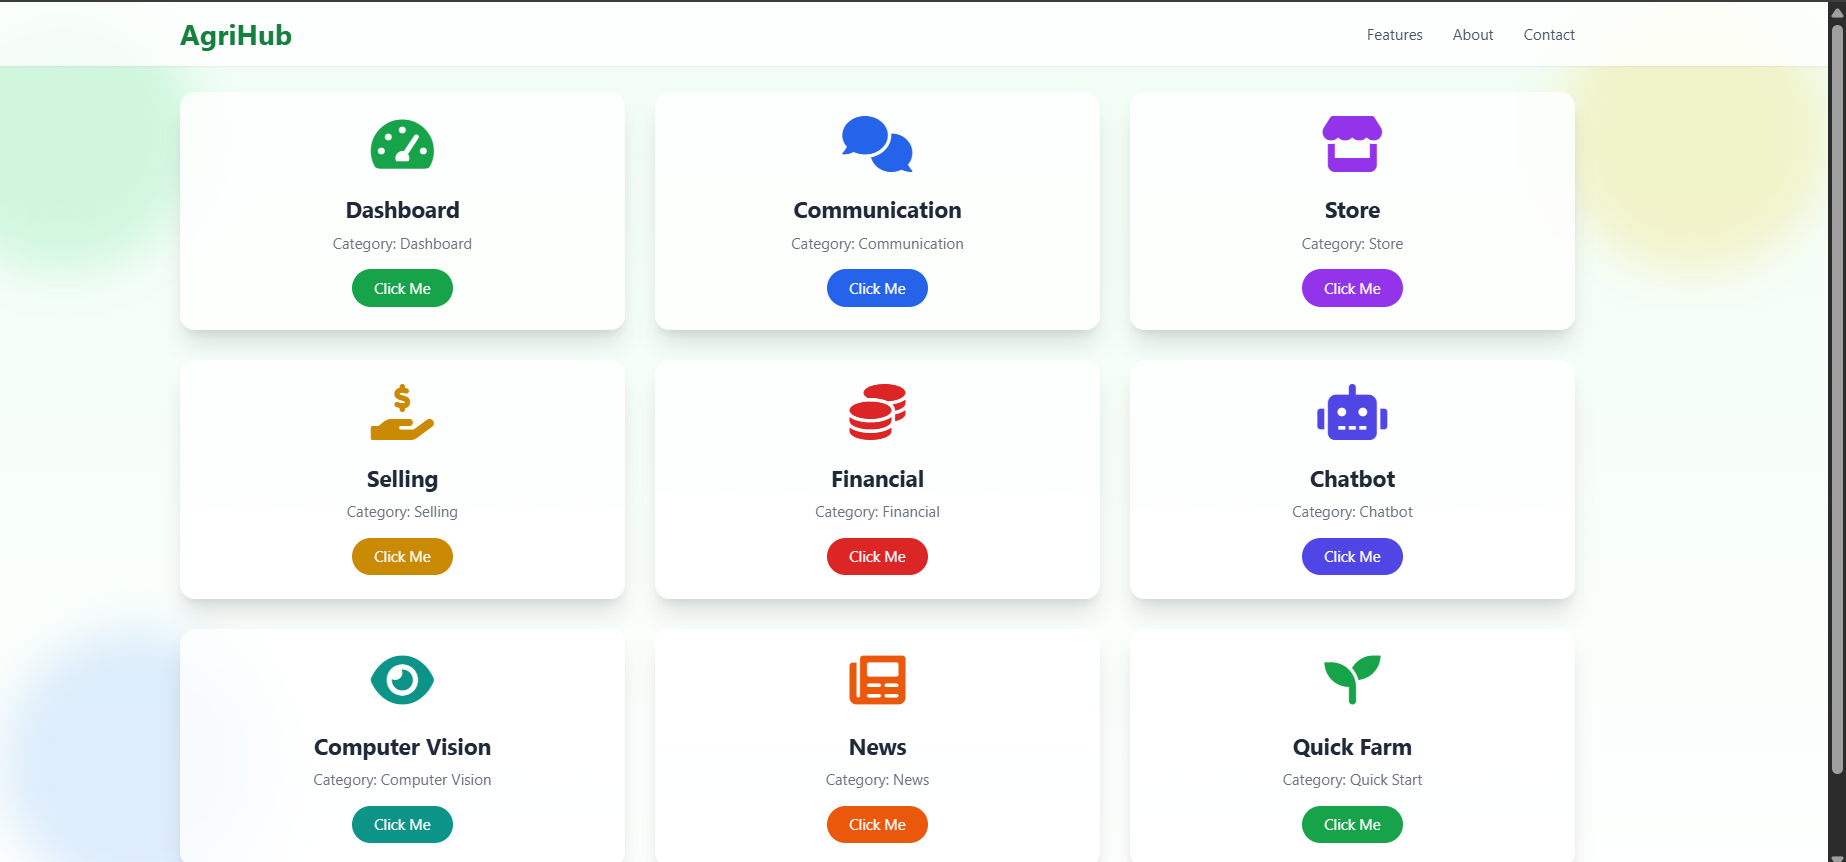 AgriHub
Features
About
Contact
Dashboard
Category: Dashboard
Click Me
Communication
Category: Communication
Click Me
Store
Category: Store
Click Me
$
Selling
Category: Selling
Click Me
Financial
Category: Financial
Click Me
Chatbot
Category: Chatbot
Click Me
Computer Vision
Category: Computer Vision
Click Me
News
Category: News
Click Me
Quick Farm
Category: Quick Start
Click Me